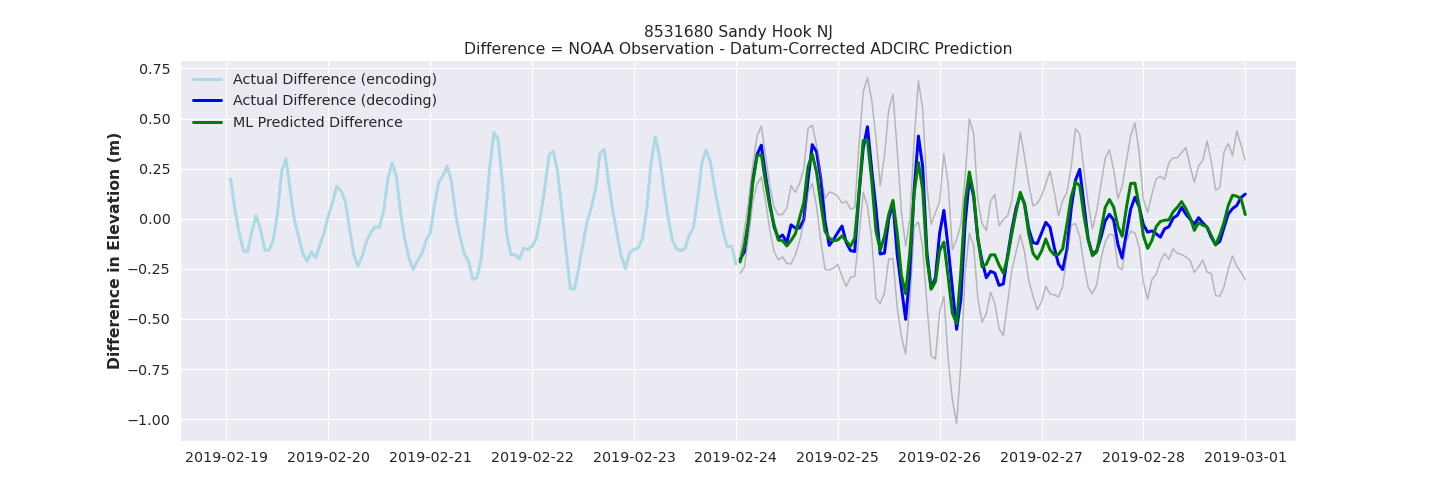 8531680 Sandy Hook NJ
Difference = NOAA Observation - Datum-Corrected ADCIRC Prediction
Difference in Elevation (m)
0.75
0.50
0.25
0.00
−0.25
−0.50
−0.75
−1.00
Actual Difference (encoding)
Actual Difference (decoding)
ML Predicted Difference
2019-02-19 2019-02-20 2019-02-21 2019-02-22 2019-02-23 2019-02-24 2019-02-25 2019-02-26 2019-02-27 2019-02-28 2019-03-01